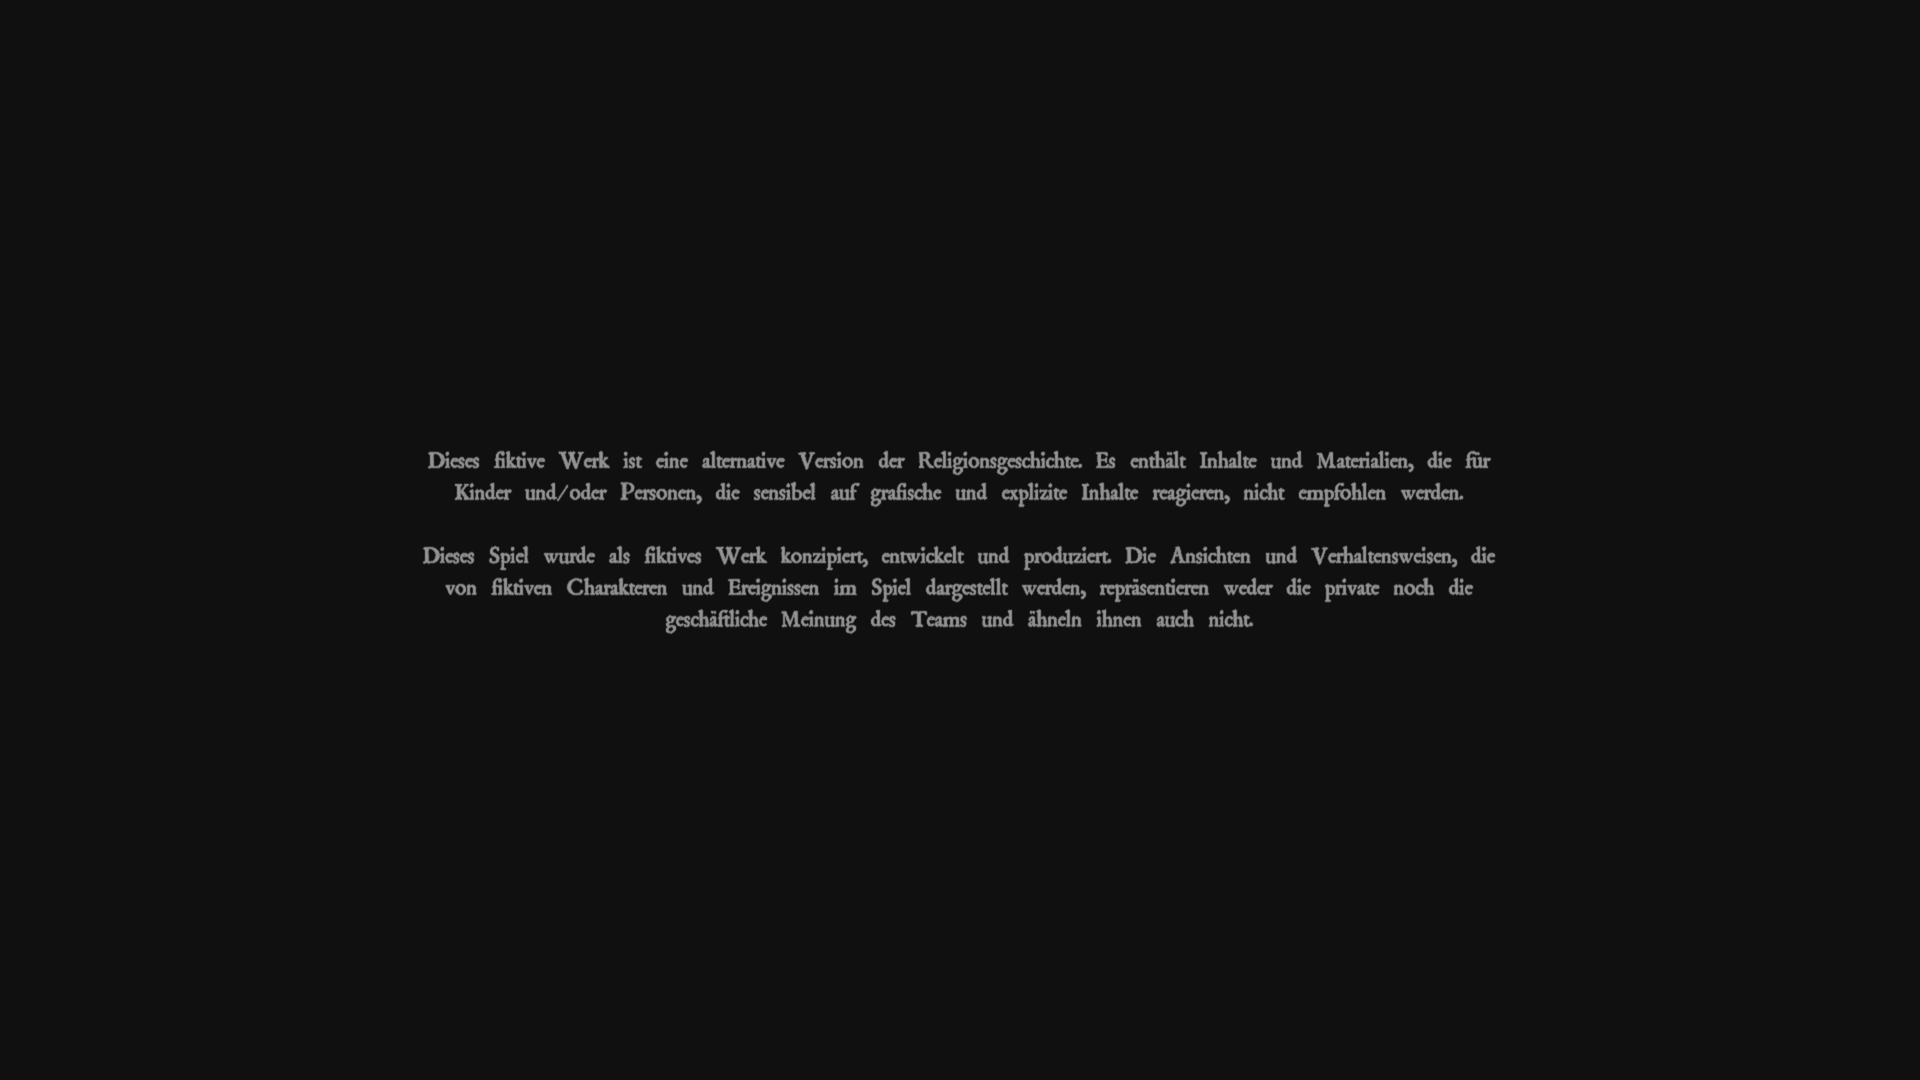 Dieses fiktive Werk ist eine alternative Version der Religionsgeschichte. Es enthält Inhalte und Materialien, die für
Kinder und/oder Personen, die sensibel auf grafische und explizite Inhalte reagieren, nicht empfohlen werden.
Dieses Spiel wurde als fiktives Werk konzipiert, entwickelt und produziert. Die Ansichten und Verhaltensweisen, die
von fiktiven Charakteren und Ereignissen im Spiel dargestellt werden, repräsentieren weder die private noch die
geschäftliche Meinung des Teams und ähneln ihnen auch nicht.